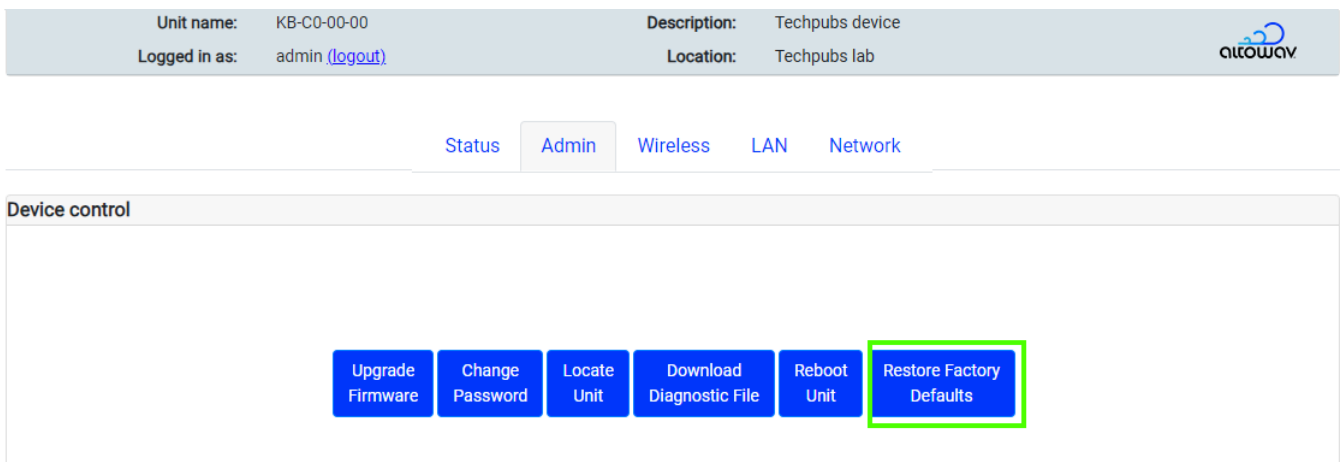 Unit name: KB-C0-00-00 Description: Techpubs device
Logged in as: admin (logout) Location: Techpubs lab
altowav
Status Admin Wireless LAN Network
Device control
Upgrade Firmware
Change Password
Locate Unit
Download Diagnostic File
Reboot Unit
Restore Factory Defaults